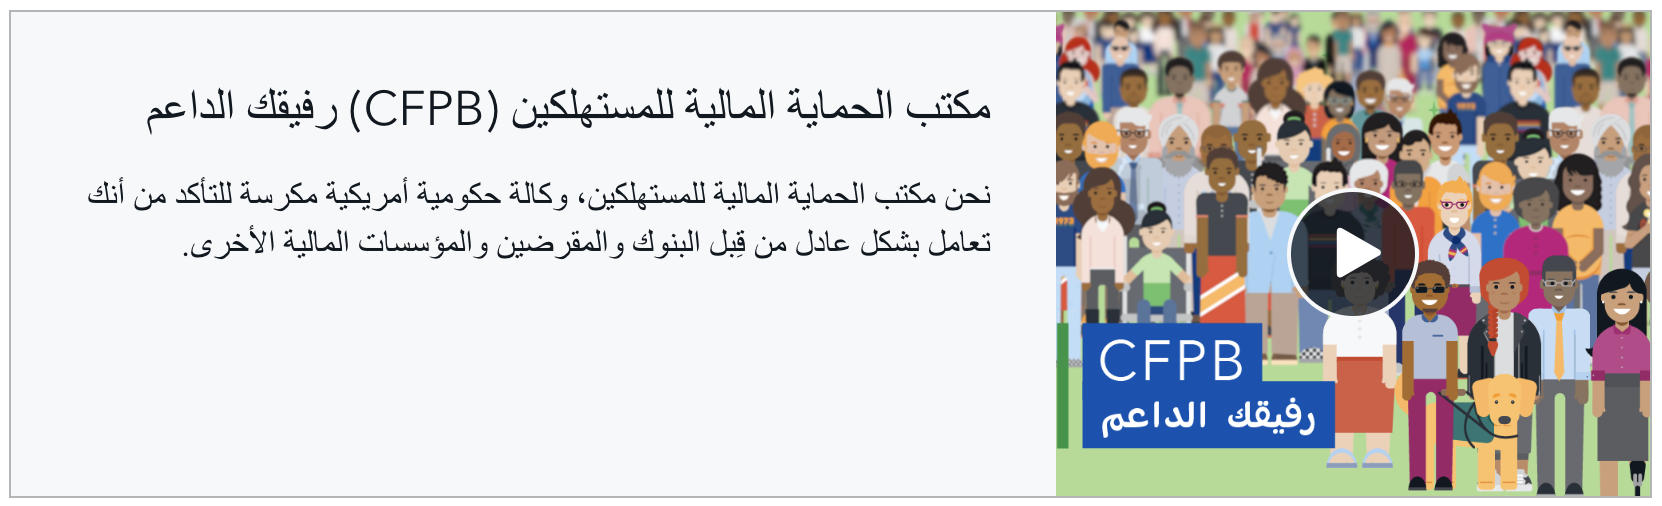 مكتب الحماية المالية للمستهلكين (CFPB) رفيقك الداعم
نحن مكتب الحماية المالية للمستهلكين، وكالة حكومية أمريكية مكرسة للتأكد من أنك
تعامل بشكل عادل من قِبل البنوك والمقرضين والمؤسسات المالية الأخرى.
CFPB
رفيقك الداعم